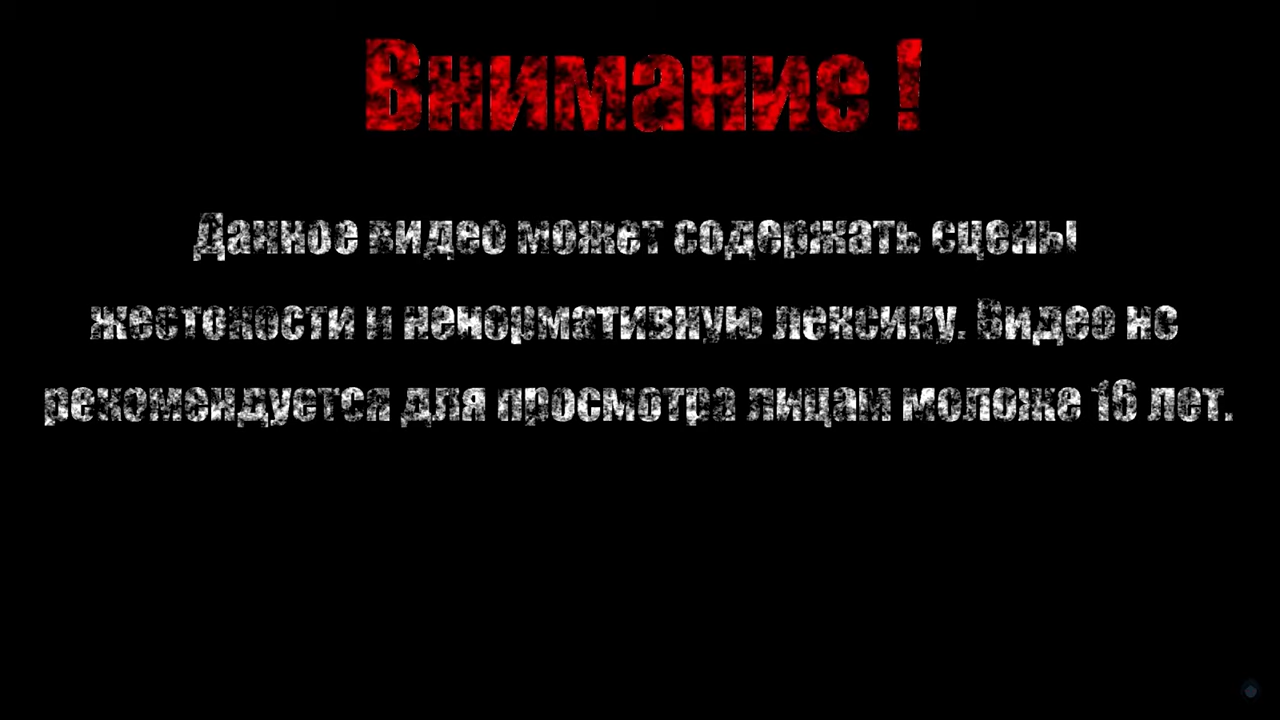 Внимание !
Данное видео может содержать сцены
жестокости и ненормативную лексику. Видео не
рекомендуется для просмотра лицам моложе 16 лет.